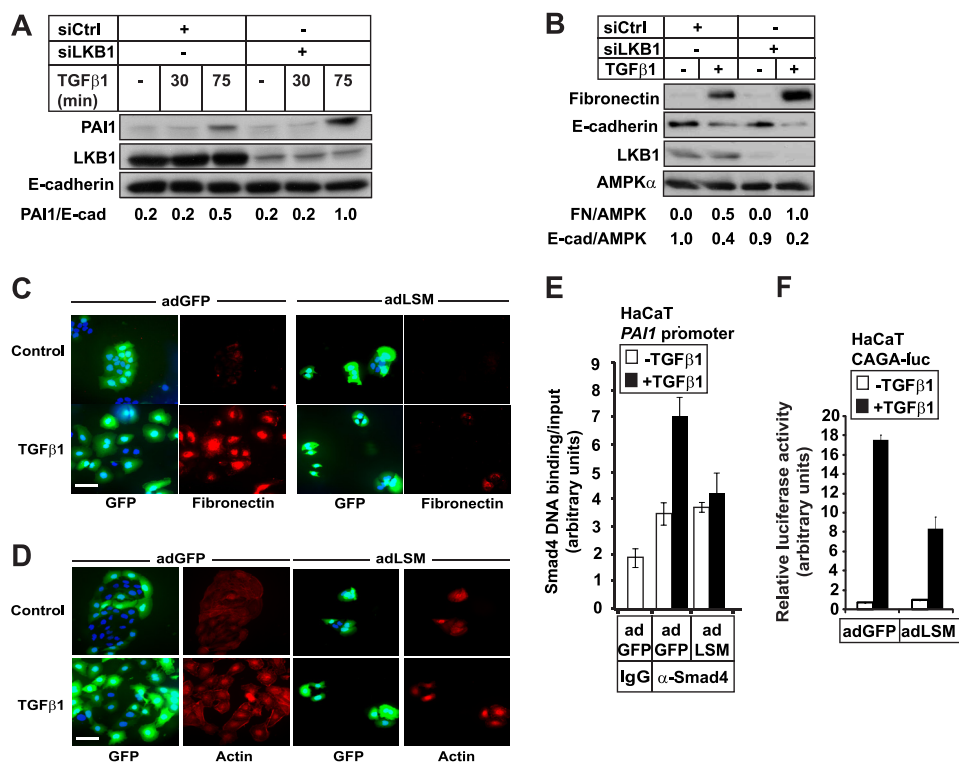 A
siCtrl + -
siLKB1 - +
TGFβ1 (min) - 30 75 - 30 75
PAI1
LKB1
E-cadherin
PAI1/E-cad 0.2 0.2 0.5 0.2 0.2 1.0
B
siCtrl + -
siLKB1 - +
TGFβ1 - + - +
Fibronectin
E-cadherin
LKB1
AMPKα
FN/AMPK 0.0 0.5 0.0 1.0
E-cad/AMPK 1.0 0.4 0.9 0.2
C
adGFP adLSM
Control
TGFβ1
GFP Fibronectin GFP Fibronectin
D
adGFP adLSM
Control
TGFβ1
GFP Actin GFP Actin
E
HaCaT
PAI1 promoter
-TGFβ1
+TGFβ1
Smad4 DNA binding/input
(arbitrary units)
9
8
7
6
5
4
3
2
1
0
ad GFP ad GFP ad LSM
IgG α-Smad4
F
HaCaT
CAGA-luc
-TGFβ1
+TGFβ1
Relative luciferase activity
(arbitrary units)
20
18
16
14
12
10
8
6
4
2
0
adGFP adLSM